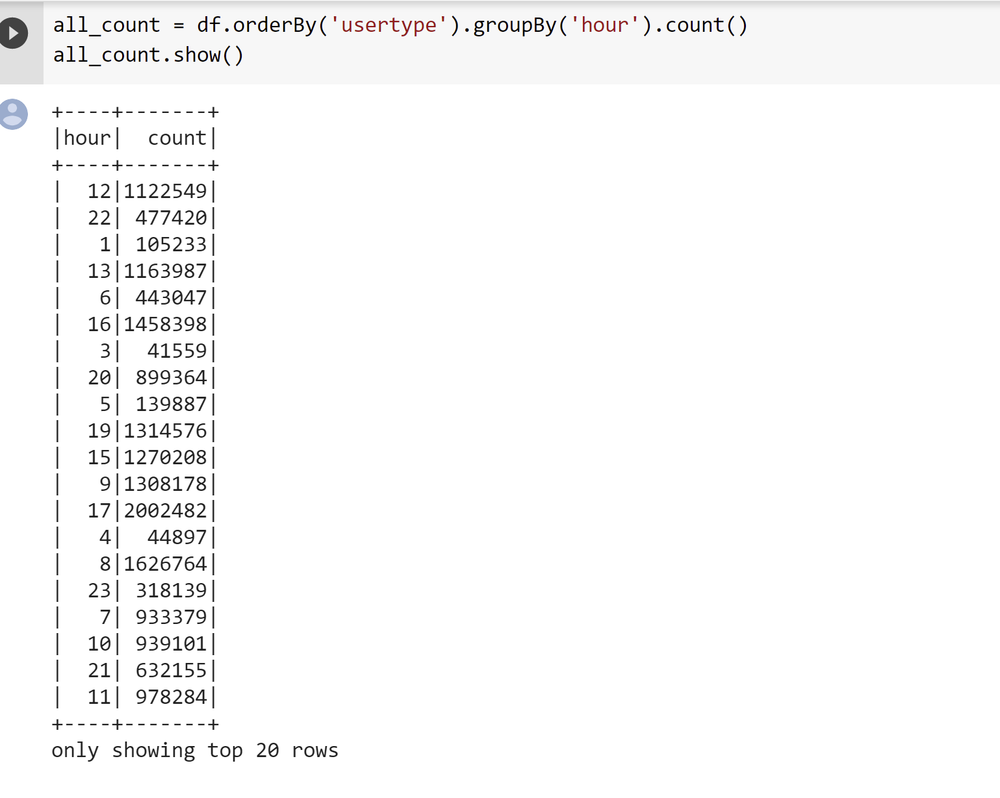 all_count = df.orderBy('usertype').groupBy('hour').count()
all_count.show()
+----+-------+
|hour|  count|
+----+-------+
|  12|1122549|
|  22| 477420|
|   1| 105233|
|  13|1163987|
|   6| 443047|
|  16|1458398|
|   3|  41559|
|  20| 899364|
|   5| 139887|
|  19|1314576|
|  15|1270208|
|   9|1308178|
|  17|2002482|
|   4|  44897|
|   8|1626764|
|  23| 318139|
|   7| 933379|
|  10| 939101|
|  21| 632155|
|  11| 978284|
+----+-------+
only showing top 20 rows